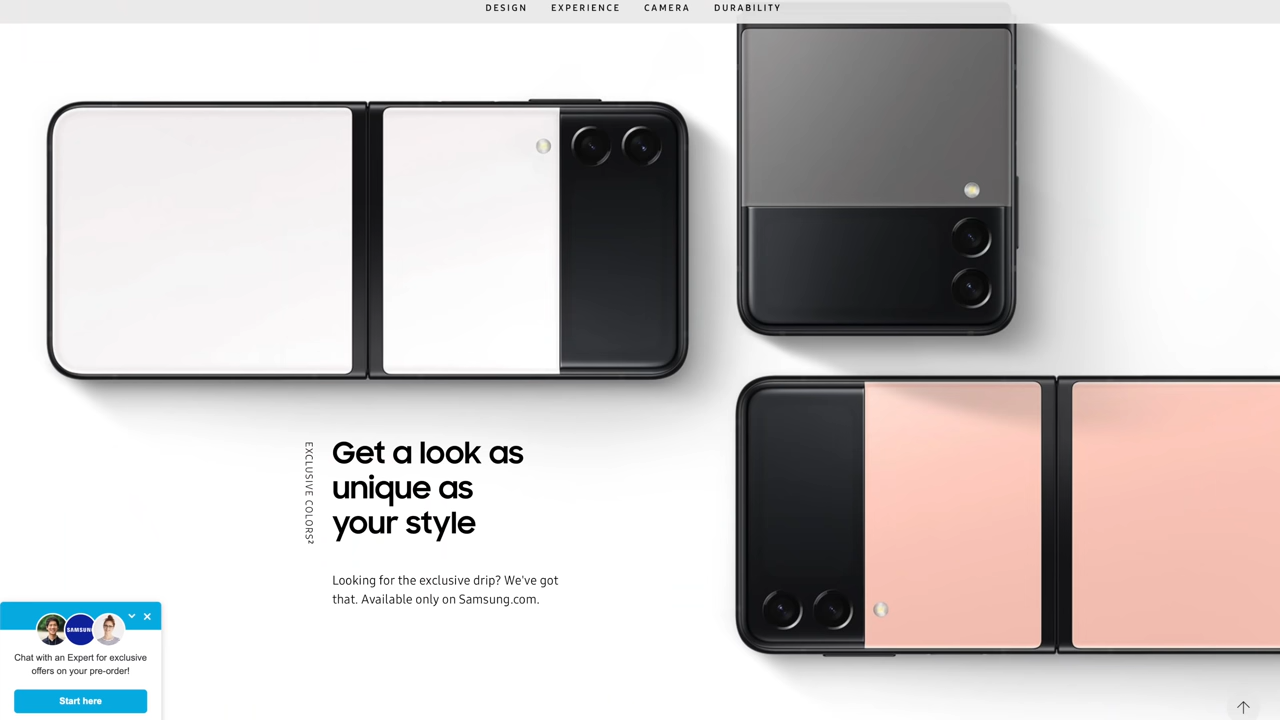 DESIGN EXPERIENCE CAMERA DURABILITY
EXCLUSIVE COLORS²
Get a look as
unique as
your style
Looking for the exclusive drip? We've got
that. Available only on Samsung.com.
SAMSUNG
Chat with an Expert for exclusive
offers on your pre-order!
Start here